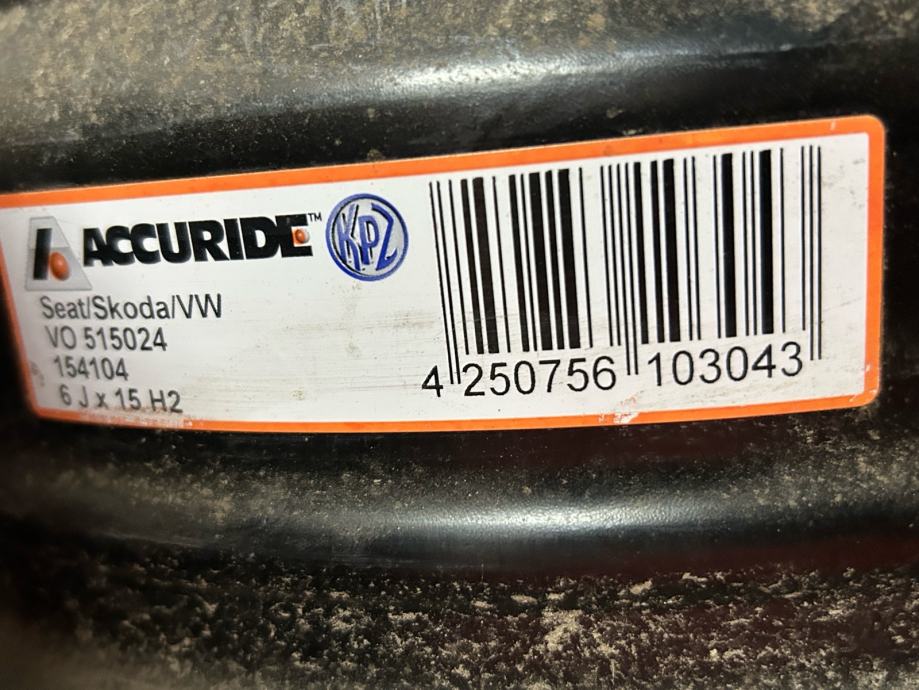 ACCURIDE™
KPZ
Seat/Skoda/VW
VO 515024
154104
6 J x 15 H2
4 250756 103043